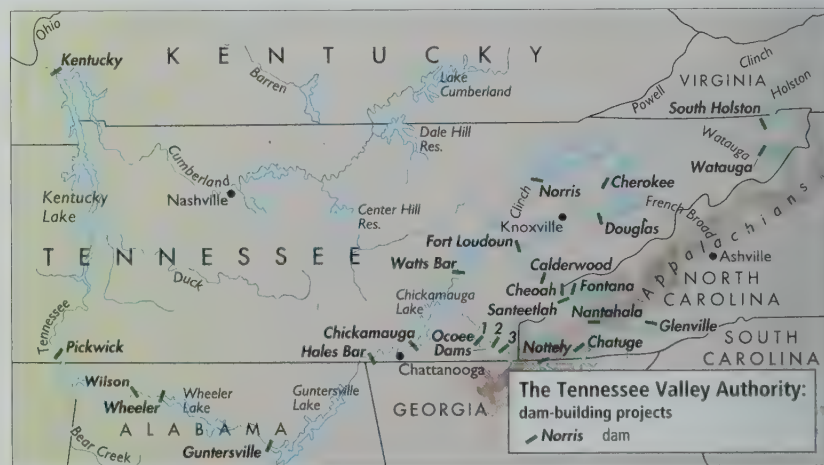 Ohio
Kentucky
KENTUCKY
Barren
Lake
Cumberland
Clinch
VIRGINIA
Powell
Holston
South Holston
Dale Hill
Res.
Watauga
Watauga
Cumberland
Nashville
Norris
Cherokee
Clinch
Kentucky
Lake
Center Hill
Res.
Knoxville
French Broad
Douglas
Appalachians
Fort Loudoun
TENNESSEE
Watts Bar
Calderwood
Ashville
Duck
Cheoah
Fontana
NORTH
CAROLINA
Santeetlah
Chickamauga
Lake
Nantahala
Tennessee
Glenville
Chickamauga
Ocoee
Dams
1
2
3
SOUTH
CAROLINA
Pickwick
Hales Bar
Chattanooga
Nottely
Chatuge
Wilson
Wheeler
Wheeler
Lake
Guntersville
Lake
GEORGIA
ALABAMA
Bear Creek
Guntersville
The Tennessee Valley Authority:
dam-building projects
Norris dam